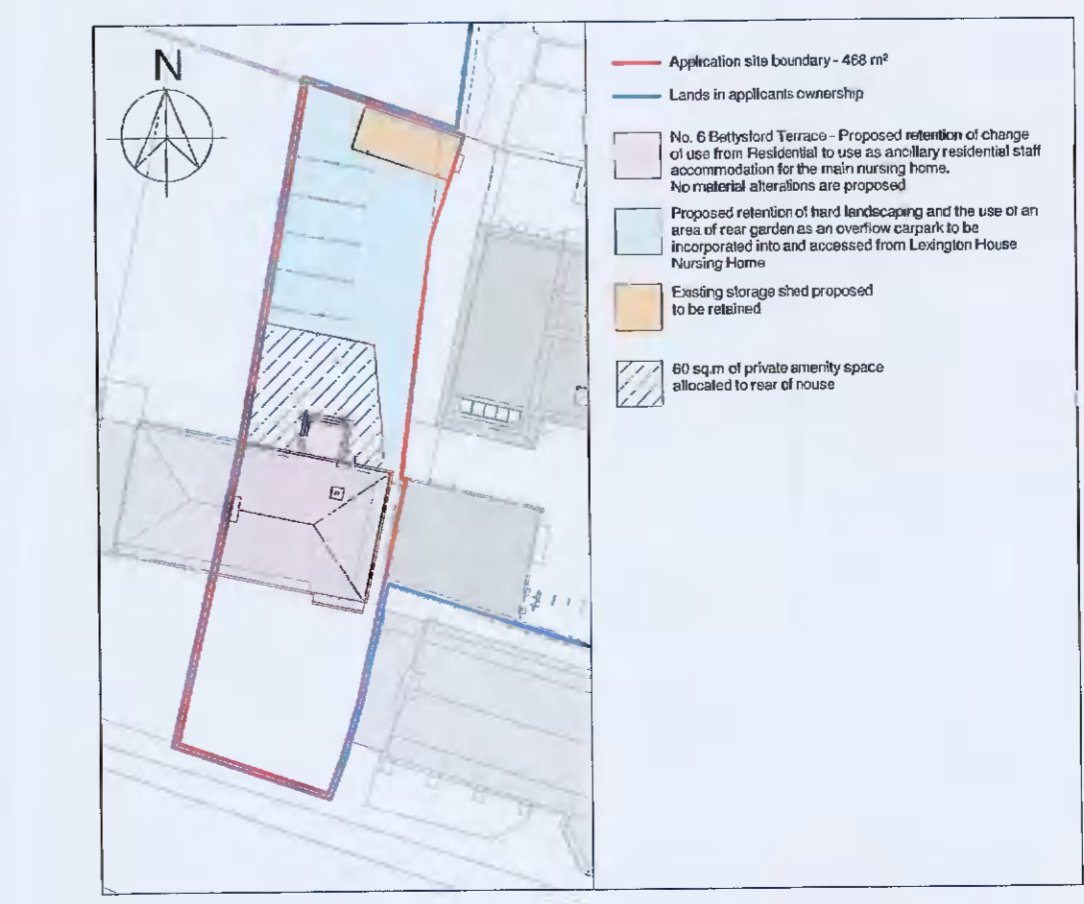 N
Application site boundary - 468 m²
Lands in applicants ownership
No. 6 Bettysford Terrace - Proposed retention of change
of use from Residential to use as ancillary residential staff
accommodation for the main nursing home.
No material alterations are proposed
Proposed retention of hard landscaping and the use of an
area of rear garden as an overflow carpark to be
incorporated into and accessed from Lexington House
Nursing Home
Existing storage shed proposed
to be retained
60 sq.m of private amenity space
allocated to rear of house